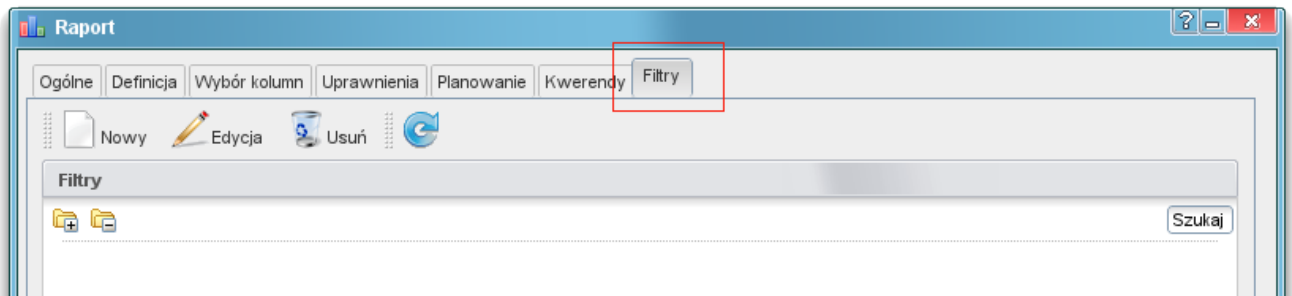 Raport
Ogólne Definicja Wybór kolumn Uprawnienia Planowanie Kwerendy Filtry
Nowy Edycja Usuń
Filtry
Szukaj